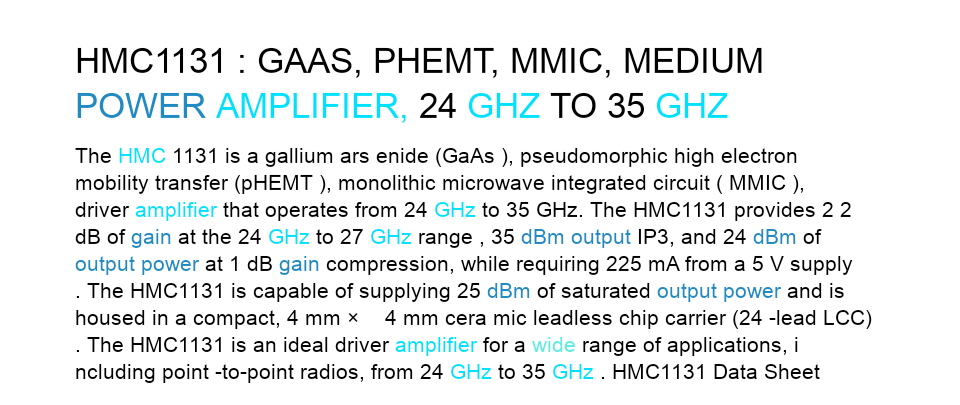 HMC1131 : GAAS, PHEMT, MMIC, MEDIUM
POWER AMPLIFIER, 24 GHZ TO 35 GHZ
The HMC 1131 is a gallium ars enide (GaAs ), pseudomorphic high electron
mobility transfer (pHEMT ), monolithic microwave integrated circuit ( MMIC ),
driver amplifier that operates from 24 GHz to 35 GHz. The HMC1131 provides 2 2
dB of gain at the 24 GHz to 27 GHz range , 35 dBm output IP3, and 24 dBm of
output power at 1 dB gain compression, while requiring 225 mA from a 5 V supply
. The HMC1131 is capable of supplying 25 dBm of saturated output power and is
housed in a compact, 4 mm × 4 mm cera mic leadless chip carrier (24 -lead LCC)
. The HMC1131 is an ideal driver amplifier for a wide range of applications, i
ncluding point -to-point radios, from 24 GHz to 35 GHz . HMC1131 Data Sheet